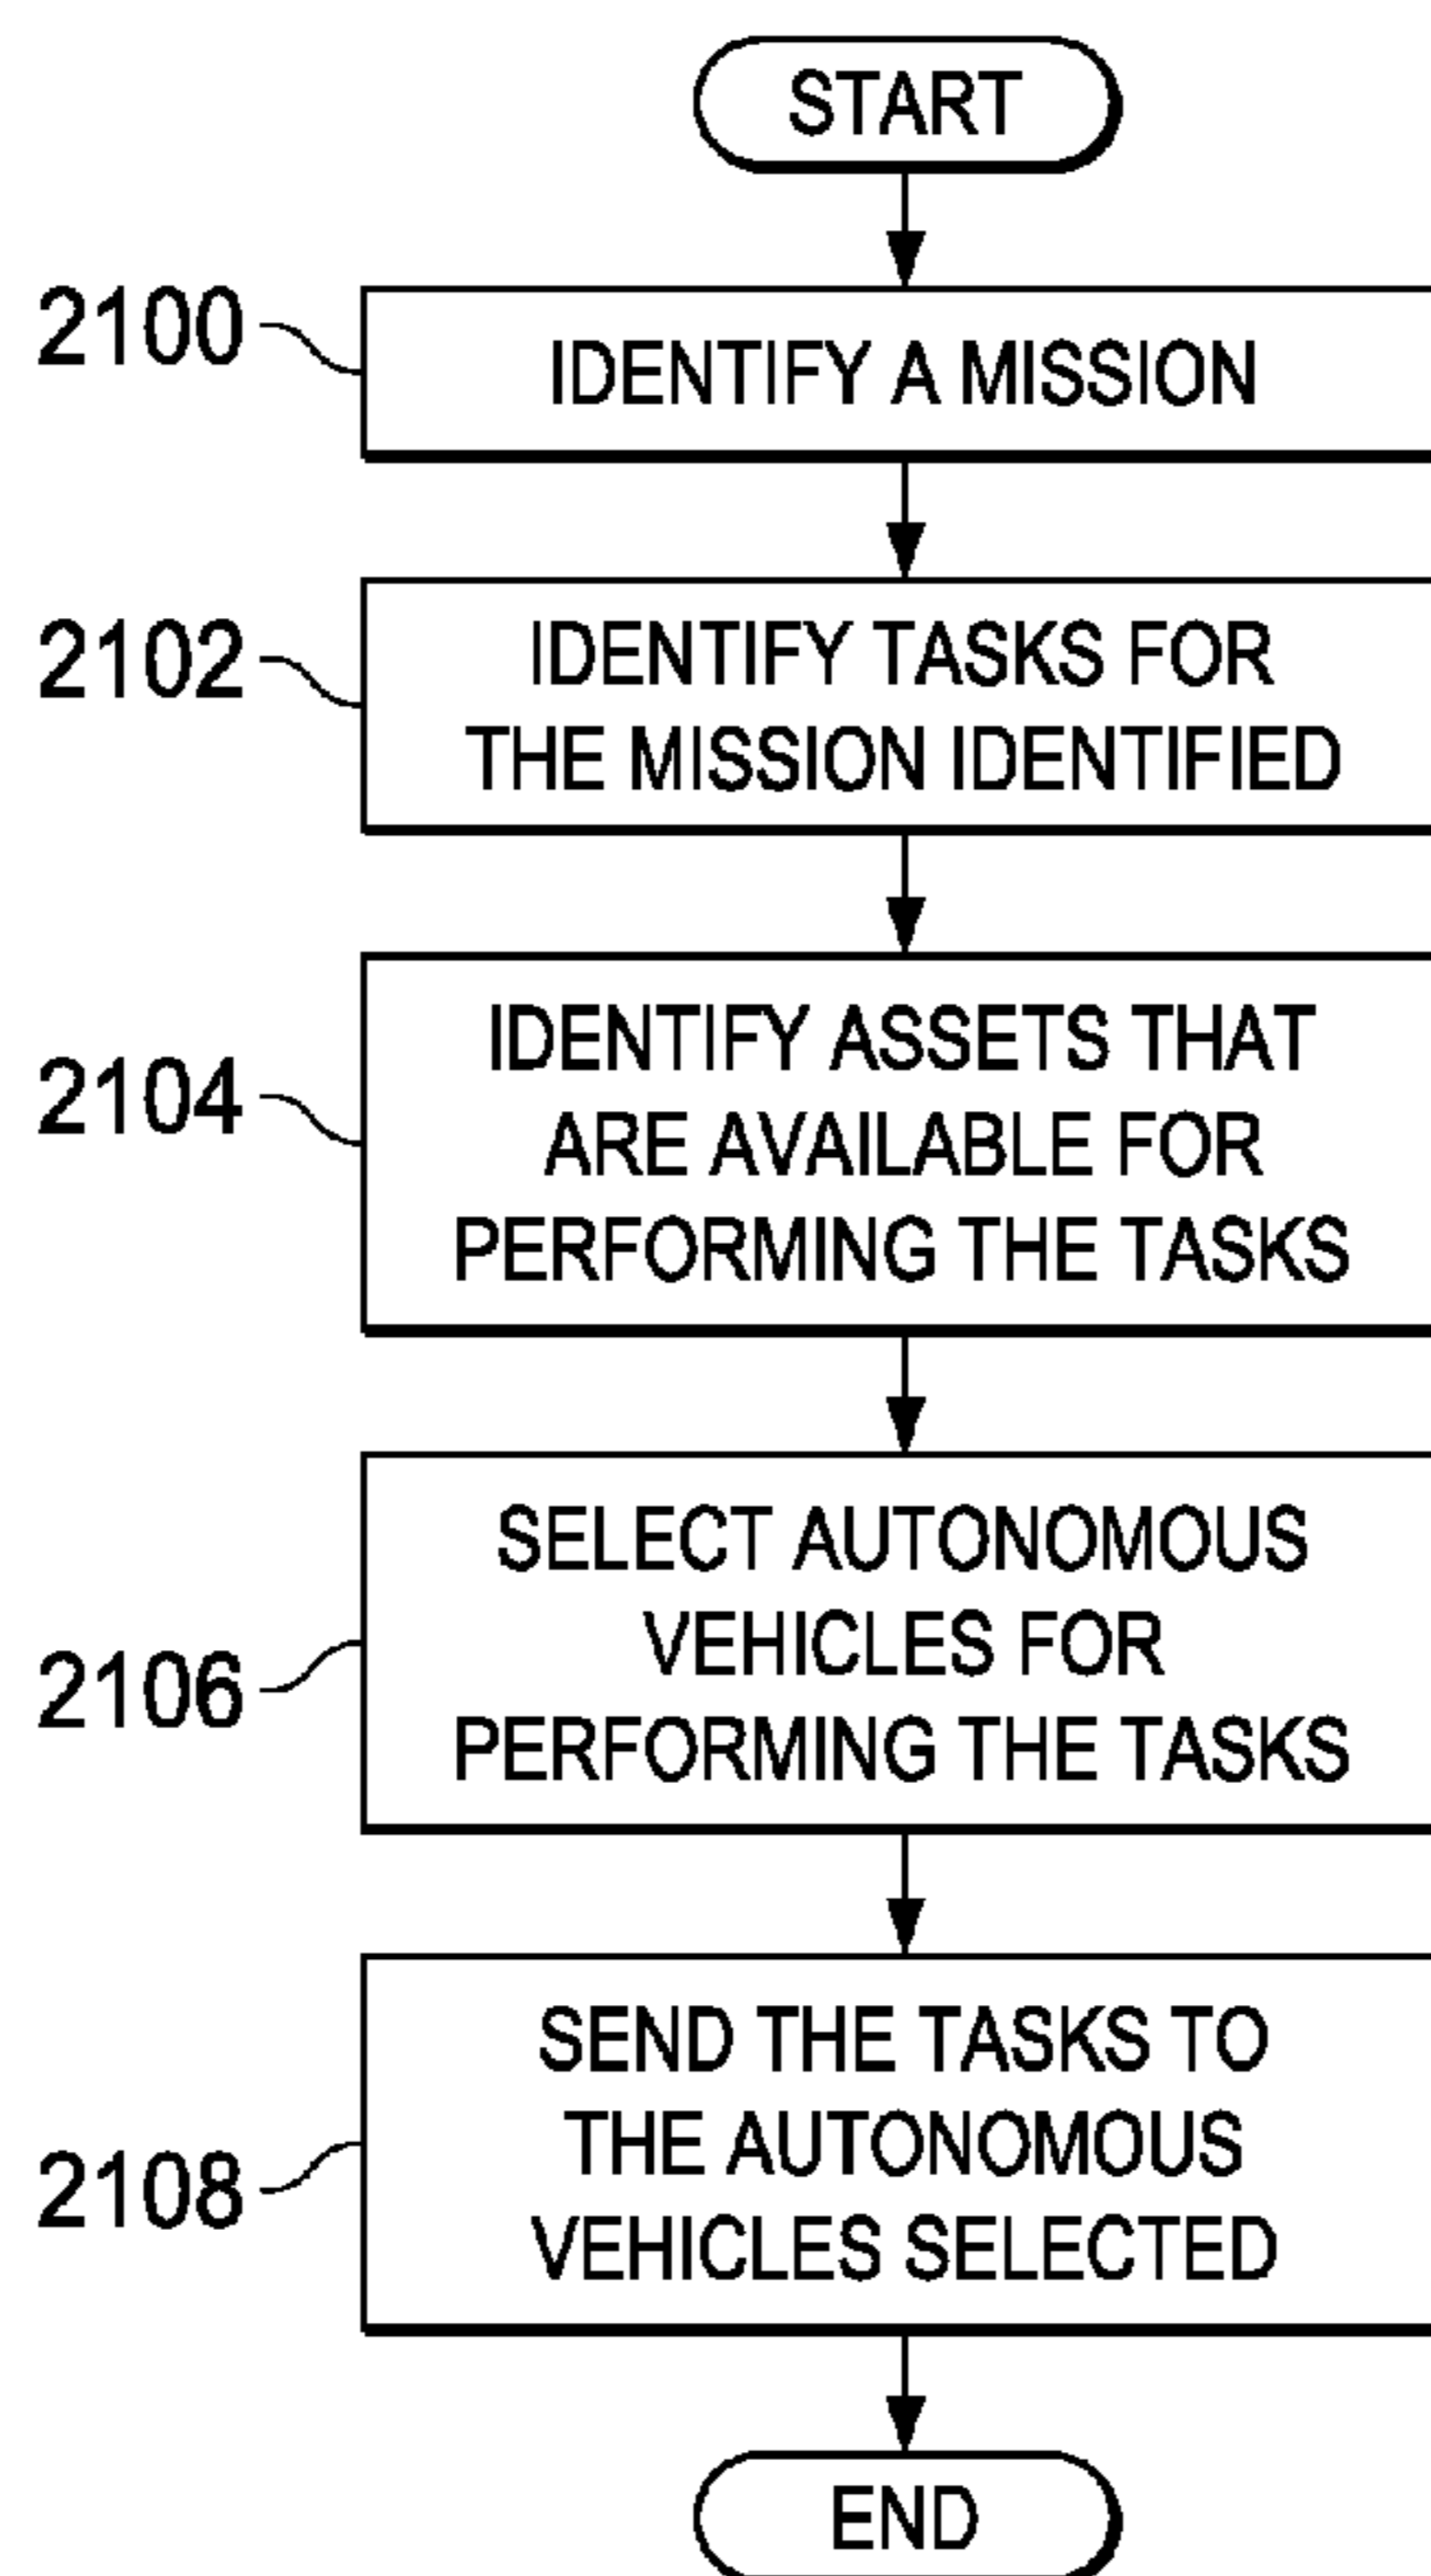 START
2100
IDENTIFY A MISSION
2102
IDENTIFY TASKS FOR
THE MISSION IDENTIFIED
2104
IDENTIFY ASSETS THAT
ARE AVAILABLE FOR
PERFORMING THE TASKS
2106
SELECT AUTONOMOUS
VEHICLES FOR
PERFORMING THE TASKS
2108
SEND THE TASKS TO
THE AUTONOMOUS
VEHICLES SELECTED
END